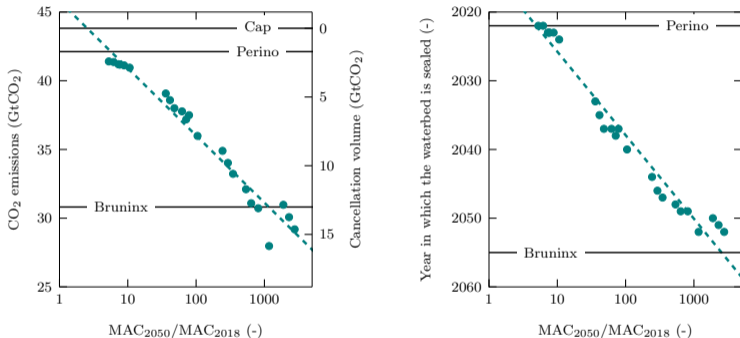 45
40
35
30
25
CO2 emissions (GtCO2)
Cap
Perino
Bruninx
0
5
10
15
Cancellation volume (GtCO2)
1
10
100
1000
MAC2050/MAC2018 (-)
2020
2030
2040
2050
2060
Year in which the waterbed is sealed (-)
Perino
Bruninx
1
10
100
1000
MAC2050/MAC2018 (-)